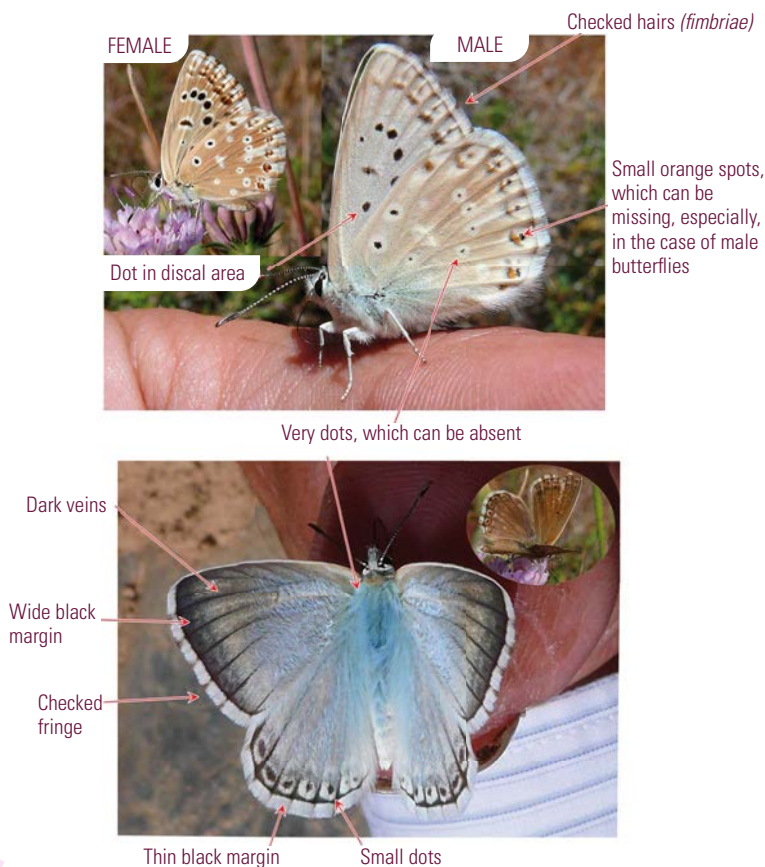 Checked hairs (fimbriae)
FEMALE
MALE
Small orange spots,
which can be
missing, especially,
in the case of male
butterflies
Dot in discal area
Very dots, which can be absent
Dark veins
Wide black
margin
Checked
fringe
Thin black margin
Small dots